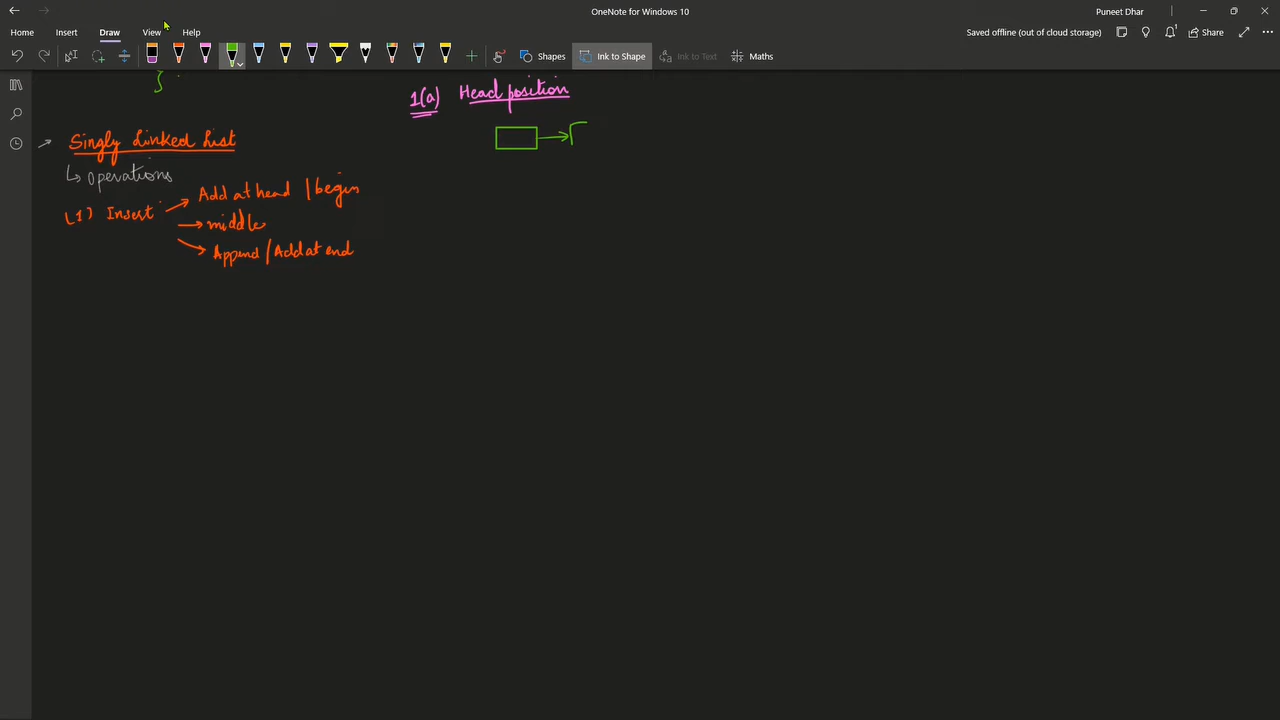 OneNote for Windows 10
Puneet Dhar
Home Insert Draw View Help
Saved offline (out of cloud storage) Share
Shapes Ink to Shape Ink to Text Maths
}
1(a) Head position
→ Singly Linked List
↳ operations
(1) Insert → Add at head / begin
→ middle
→ Append / Add at end